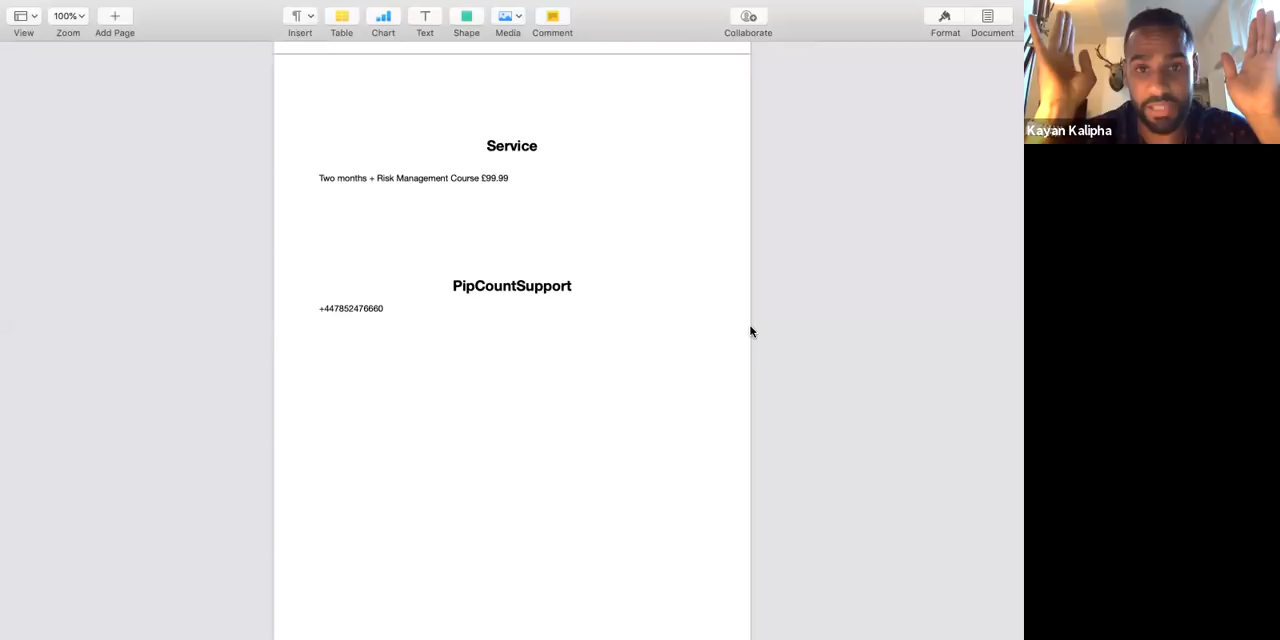 View
100%
Zoom
Add Page
Insert
Table
Chart
Text
Shape
Media
Comment
Collaborate
Format
Document
Kayan Kalipha
Service
Two months + Risk Management Course £99.99
PipCountSupport
+447852476660